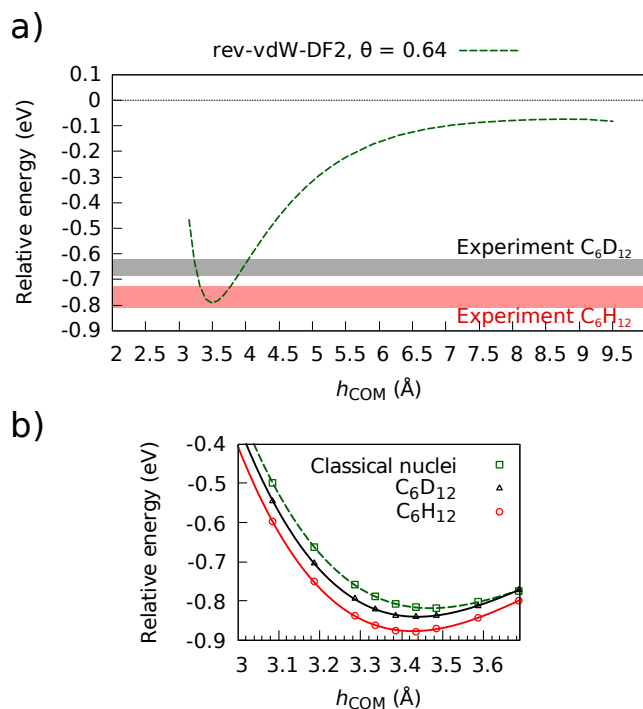 a)
rev-vdW-DF2, θ = 0.64
0.1
0
-0.1
-0.2
-0.3
-0.4
-0.5
-0.6
-0.7
-0.8
-0.9
Relative energy (eV)
Experiment C₆D₁₂
Experiment C₆H₁₂
2 2.5 3 3.5 4 4.5 5 5.5 6 6.5 7 7.5 8 8.5 9 9.5
h_COM (Å)
b)
-0.4
-0.5
-0.6
-0.7
-0.8
-0.9
Relative energy (eV)
Classical nuclei
C₆D₁₂
C₆H₁₂
3 3.1 3.2 3.3 3.4 3.5 3.6
h_COM (Å)